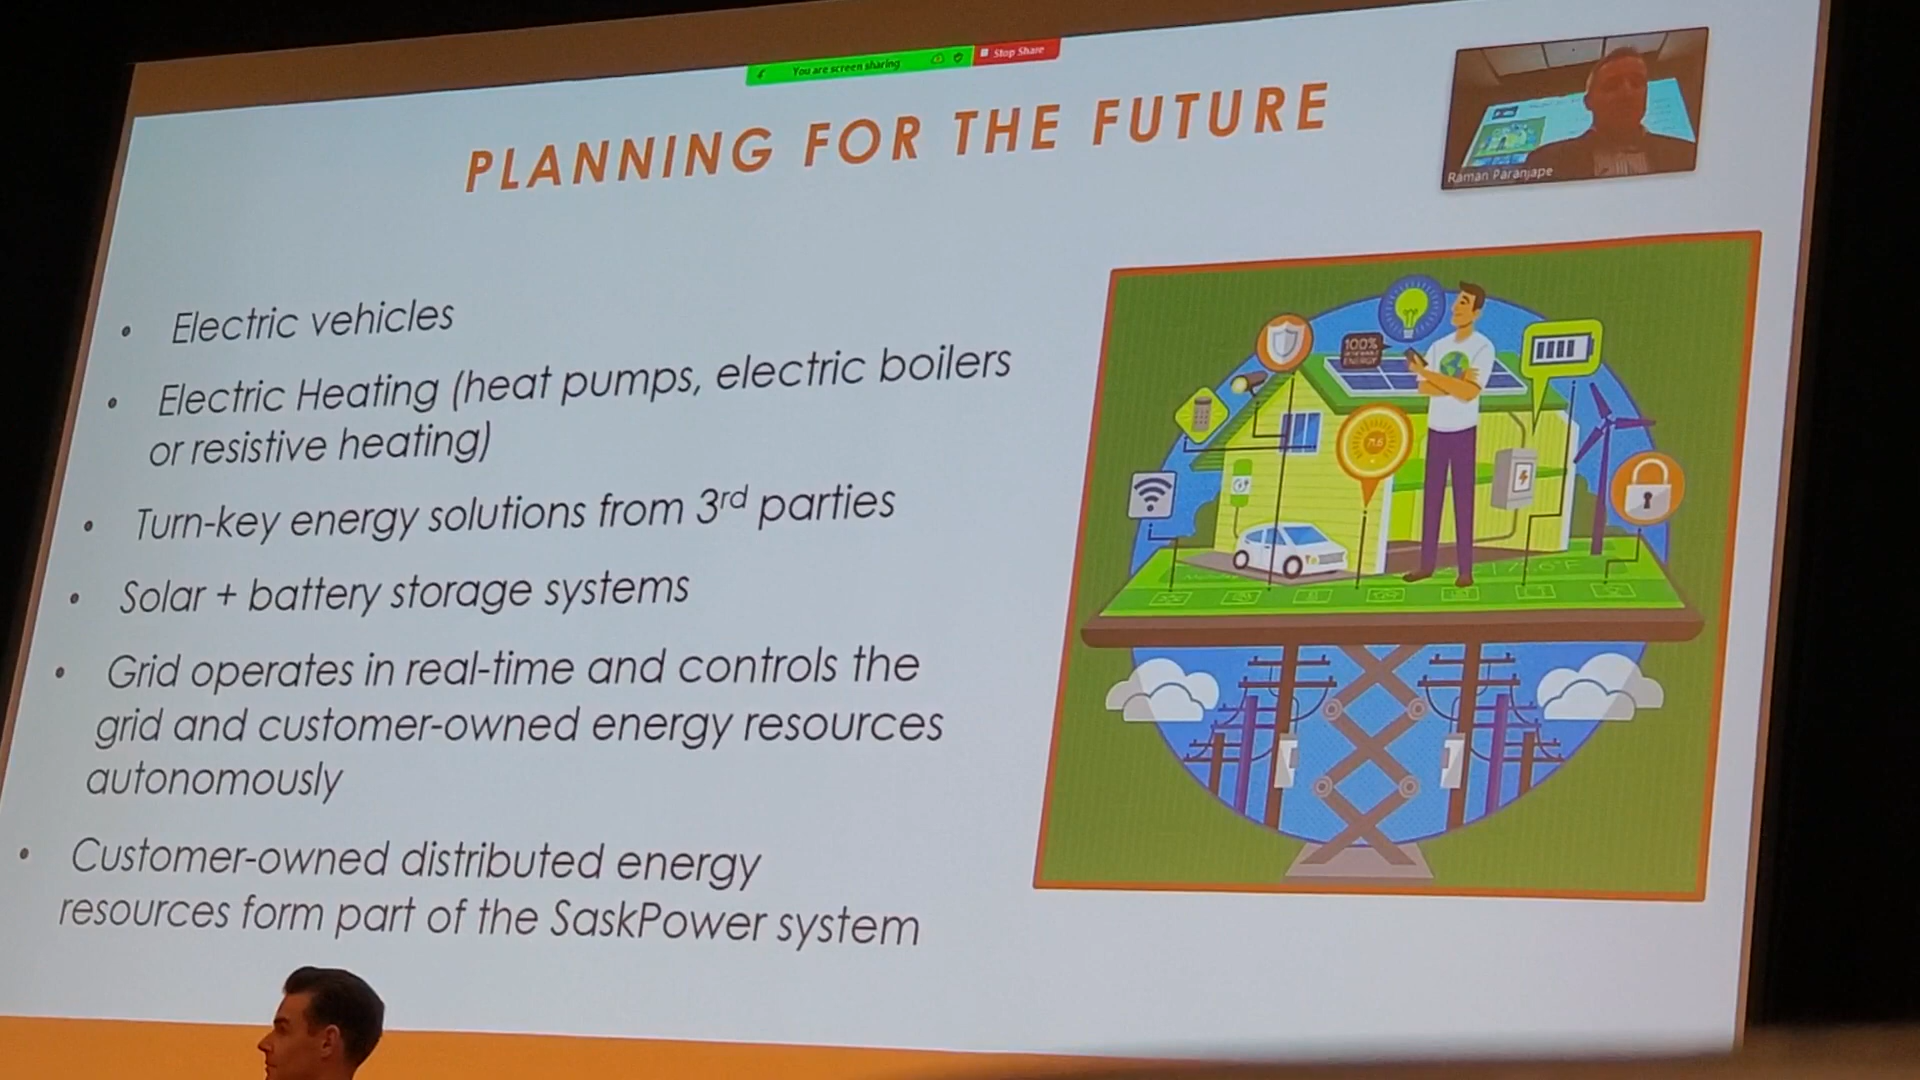 You are screen sharing
Stop Share
PLANNING FOR THE FUTURE
Raman Paranjape
• Electric vehicles
• Electric Heating (heat pumps, electric boilers
or resistive heating)
• Turn-key energy solutions from 3rd parties
• Solar + battery storage systems
• Grid operates in real-time and controls the
grid and customer-owned energy resources
autonomously
• Customer-owned distributed energy
resources form part of the SaskPower system
100%
RENEWABLE
ENERGY